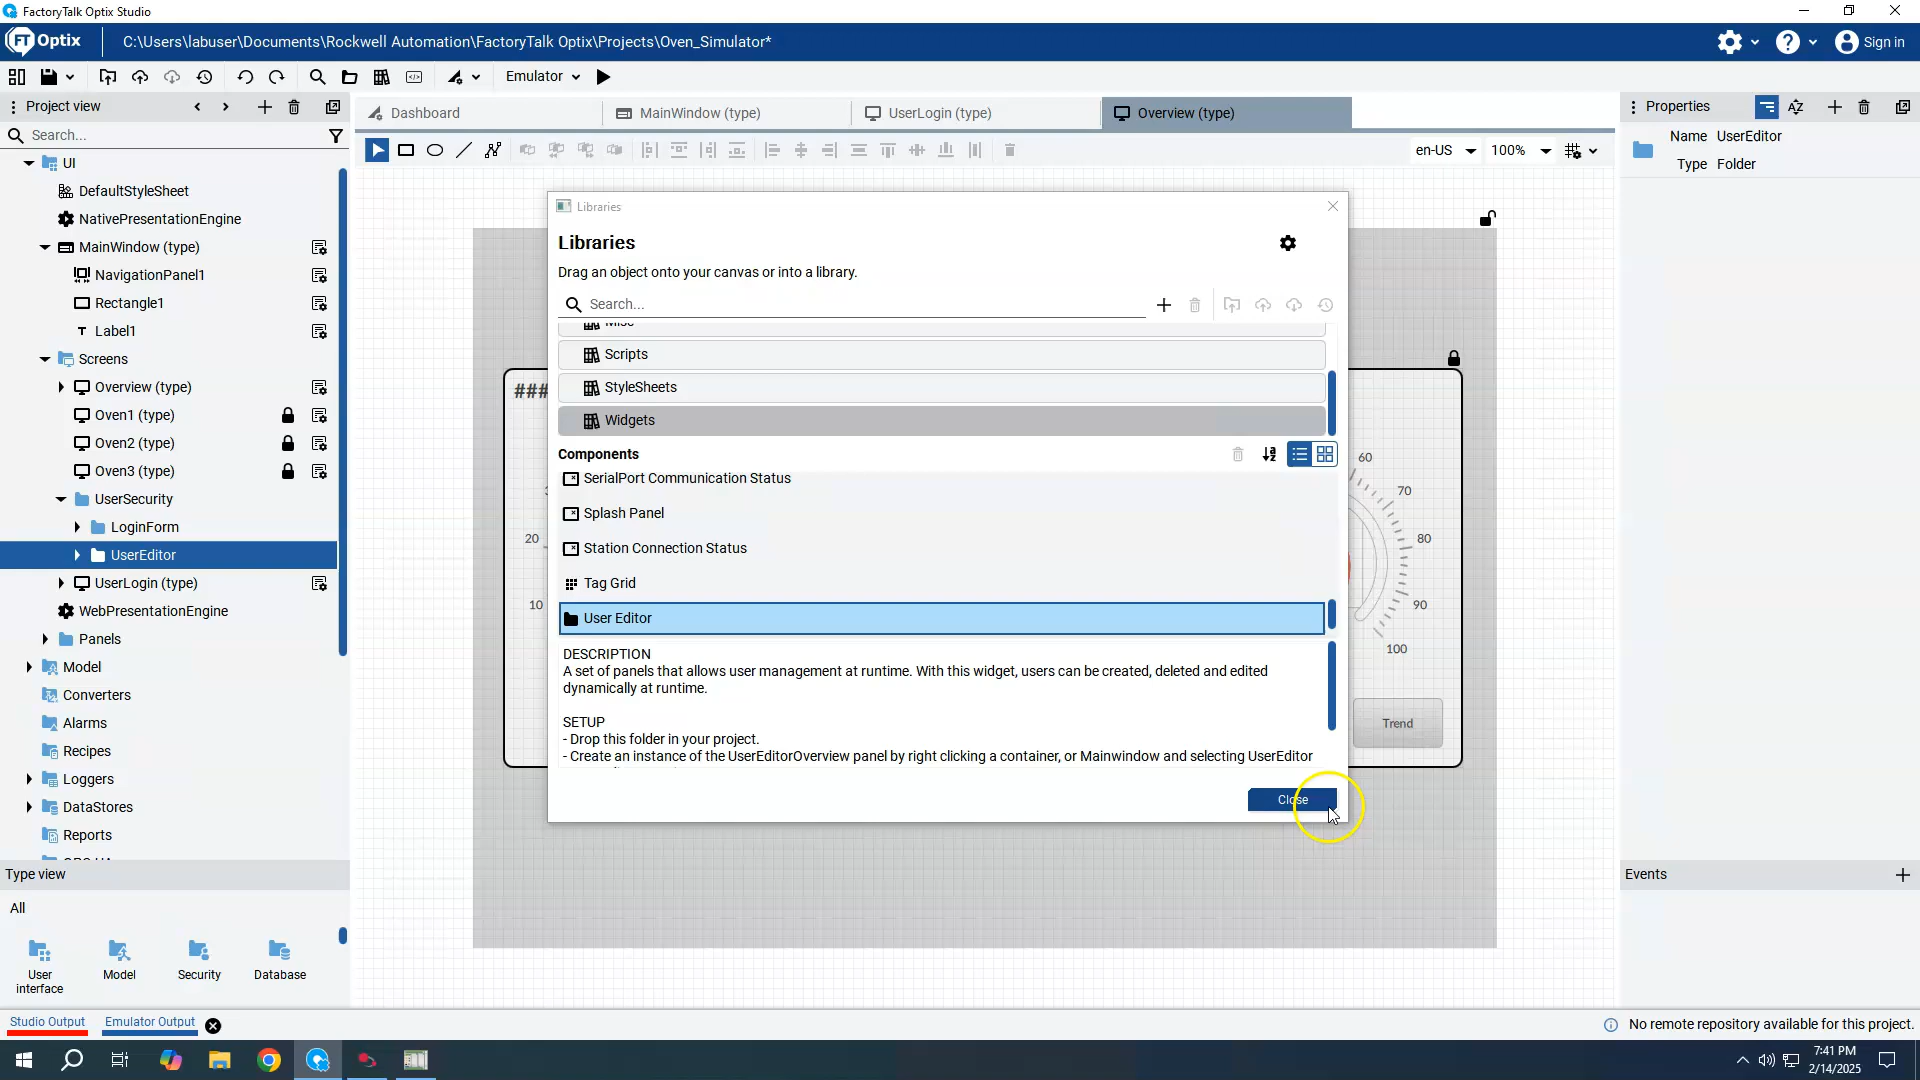 FactoryTalk Optix Studio
FT Optix
C:\Users\labuser\Documents\Rockwell Automation\FactoryTalk Optix\Projects\Oven_Simulator*
Sign in
Emulator
Project view
Search...
UI
DefaultStyleSheet
NativePresentationEngine
MainWindow (type)
NavigationPanel1
Rectangle1
Label1
Screens
Overview (type)
Oven1 (type)
Oven2 (type)
Oven3 (type)
UserSecurity
LoginForm
UserEditor
UserLogin (type)
WebPresentationEngine
Panels
Model
Converters
Alarms
Recipes
Loggers
DataStores
Reports
Type view
All
User interface
Model
Security
Database
Dashboard
MainWindow (type)
UserLogin (type)
Overview (type)
en-US
100%
###
20
10
60
70
80
90
100
Trend
Libraries
Libraries
Drag an object onto your canvas or into a library.
Search...
Scripts
StyleSheets
Widgets
Components
SerialPort Communication Status
Splash Panel
Station Connection Status
Tag Grid
User Editor
DESCRIPTION
A set of panels that allows user management at runtime. With this widget, users can be created, deleted and edited
dynamically at runtime.
SETUP
- Drop this folder in your project.
- Create an instance of the UserEditorOverview panel by right clicking a container, or Mainwindow and selecting UserEditor
Close
Properties
Name UserEditor
Type Folder
Events
Studio Output
Emulator Output
No remote repository available for this project.
7:41 PM
2/14/2025